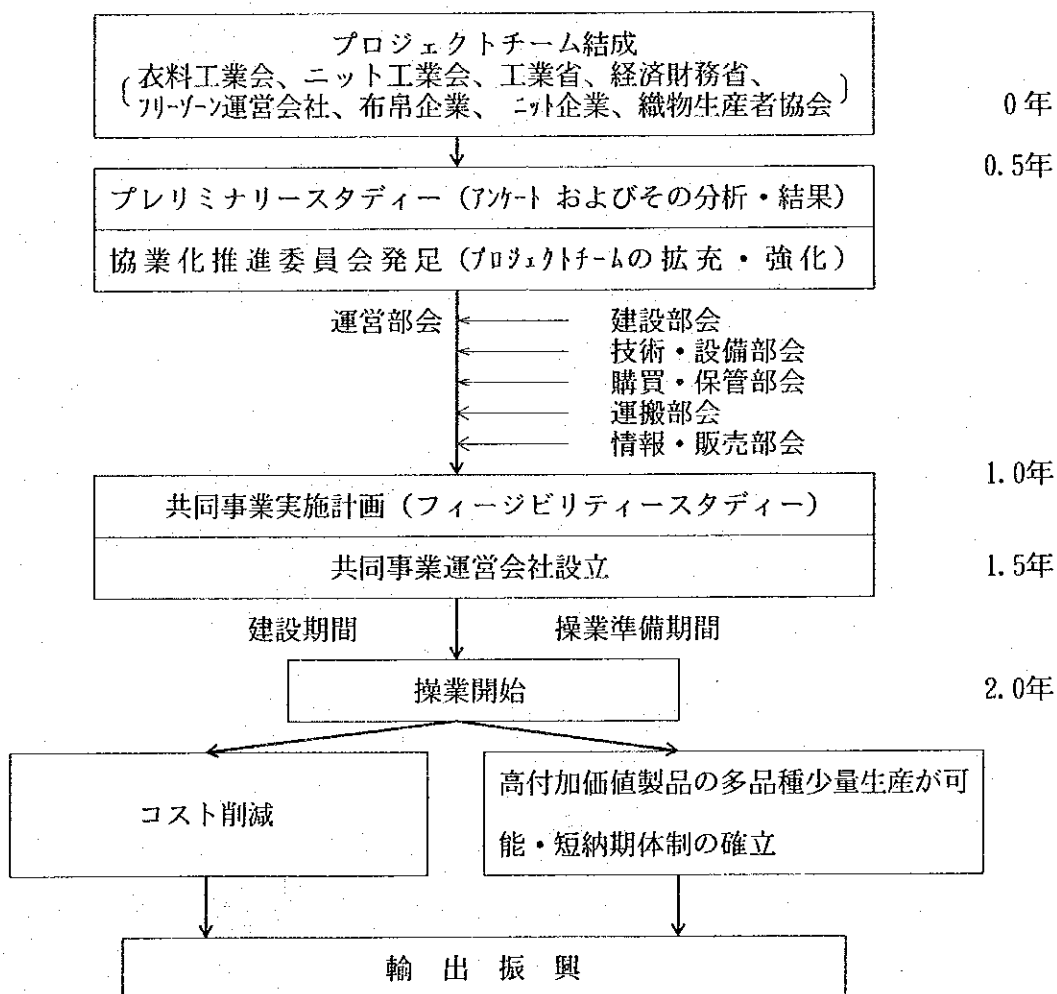 プロジェクトチーム結成
(衣料工業会、ニット工業会、工業省、経済財務省、
フリーゾーン運営会社、布帛企業、ニット企業、織物生産者協会)
0年
0.5年
プレリミナリースタディー(アンケート およびその分析・結果)
協業化推進委員会発足(プロジェクトチームの拡充・強化)
運営部会
建設部会
技術・設備部会
購買・保管部会
運搬部会
情報・販売部会
1.0年
共同事業実施計画(フィージビリティースタディー)
共同事業運営会社設立
1.5年
建設期間
操業準備期間
操業開始
2.0年
コスト削減
高付加価値製品の多品種少量生産が可
能・短納期体制の確立
輸出振興